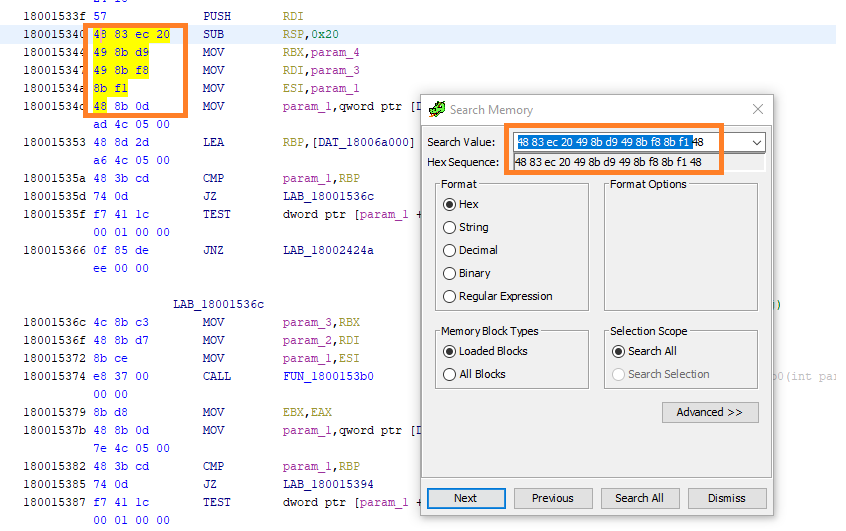 18001533f 57 PUSH RDI
180015340 48 83 ec 20 SUB RSP,0x20
180015344 49 8b d9 MOV RBX,param_4
180015347 49 8b f8 MOV RDI,param_3
18001534a 8b f1 MOV ESI,param_1
18001534c 48 8b 0d MOV param_1,qword ptr [D
ad 4c 05 00
180015353 48 8d 2d LEA RBP,[DAT_18006a000]
a6 4c 05 00
18001535a 48 3b cd CMP param_1,RBP
18001535d 74 0d JZ LAB_18001536c
18001535f f7 41 1c TEST dword ptr [param_1 +
00 01 00 00
180015366 0f 85 de JNZ LAB_18002424a
ee 00 00
LAB_18001536c
18001536c 4c 8b c3 MOV param_3,RBX
18001536f 48 8b d7 MOV param_2,RDI
180015372 8b ce MOV param_1,ESI
180015374 e8 37 00 CALL FUN_1800153b0
00 00
180015379 8b d8 MOV EBX,EAX
18001537b 48 8b 0d MOV param_1,qword ptr [D
7e 4c 05 00
180015382 48 3b cd CMP param_1,RBP
180015385 74 0d JZ LAB_180015394
180015387 f7 41 1c TEST dword ptr [param_1 +
00 01 00 00
Search Memory
Search Value: 48 83 ec 20 49 8b d9 49 8b f8 8b f1 48
Hex Sequence: 48 83 ec 20 49 8b d9 49 8b f8 8b f1 48
Format
Hex
String
Decimal
Binary
Regular Expression
Format Options
Memory Block Types
Loaded Blocks
All Blocks
Selection Scope
Search All
Search Selection
Advanced >>
Next Previous Search All Dismiss
)
b0(int par